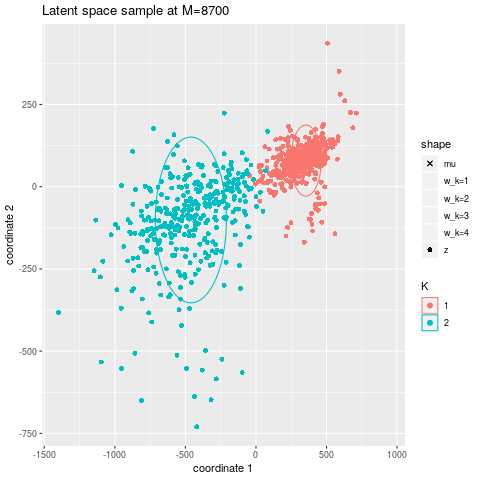 Latent space sample at M=8700
coordinate 2
250
0
-250
-500
-750
-1500
-1000
-500
0
500
1000
coordinate 1
shape
mu
w_k=1
w_k=2
w_k=3
w_k=4
z
K
1
2